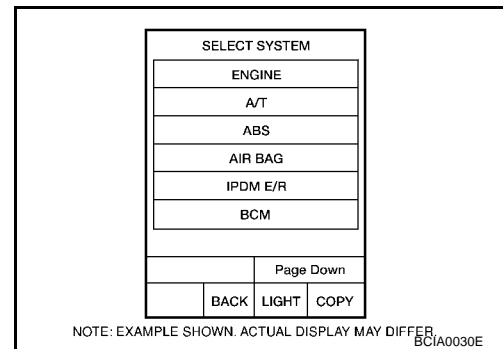 SELECT SYSTEM
ENGINE
A/T
ABS
AIR BAG
IPDM E/R
BCM
Page Down
BACK LIGHT COPY
NOTE: EXAMPLE SHOWN. ACTUAL DISPLAY MAY DIFFER.
BCIA0030E